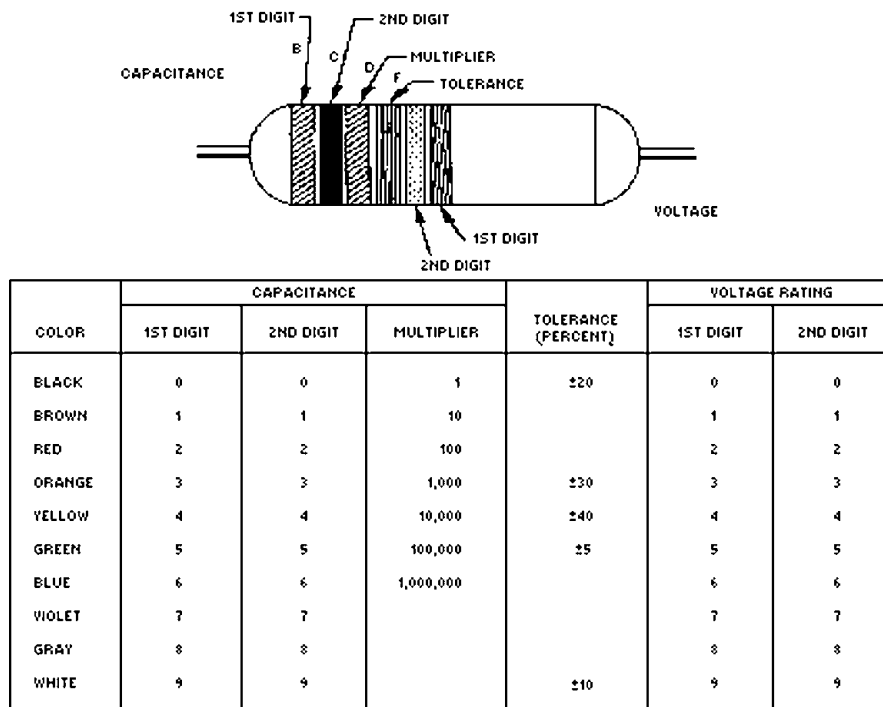 1ST DIGIT
2ND DIGIT
B
C
MULTIPLIER
CAPACITANCE
D
F
TOLERANCE
VOLTAGE
1ST DIGIT
2ND DIGIT
CAPACITANCE VOLTAGE RATING
COLOR 1ST DIGIT 2ND DIGIT MULTIPLIER TOLERANCE (PERCENT) 1ST DIGIT 2ND DIGIT
BLACK 0 0 1 ±20 0 0
BROWN 1 1 10 1 1
RED 2 2 100 2 2
ORANGE 3 3 1,000 ±30 3 3
YELLOW 4 4 10,000 ±40 4 4
GREEN 5 5 100,000 ±5 5 5
BLUE 6 6 1,000,000 6 6
VIOLET 7 7 7 7
GRAY 8 8 8 8
WHITE 9 9 ±10 9 9